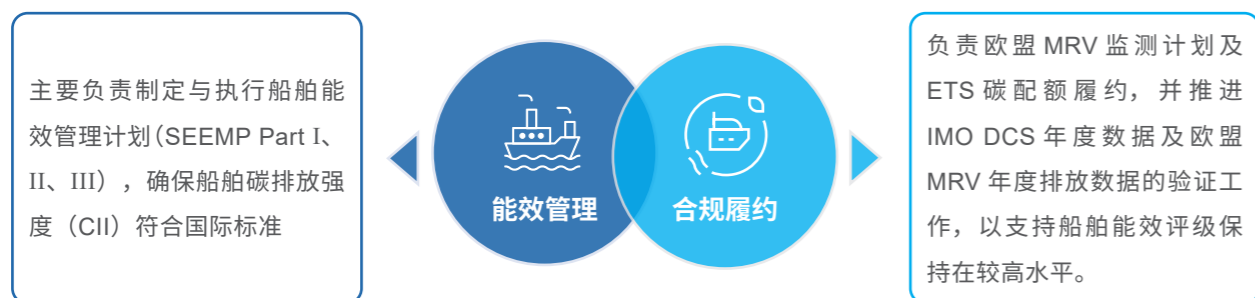 主要负责制定与执行船舶能
效管理计划（SEEMP Part I、
II、III），确保船舶碳排放强
度（CII）符合国际标准
能效管理
合规履约
负责欧盟 MRV 监测计划及
ETS 碳配额履约，并推进
IMO DCS 年度数据及欧盟
MRV 年度排放数据的验证工
作，以支持船舶能效评级保
持在较高水平。